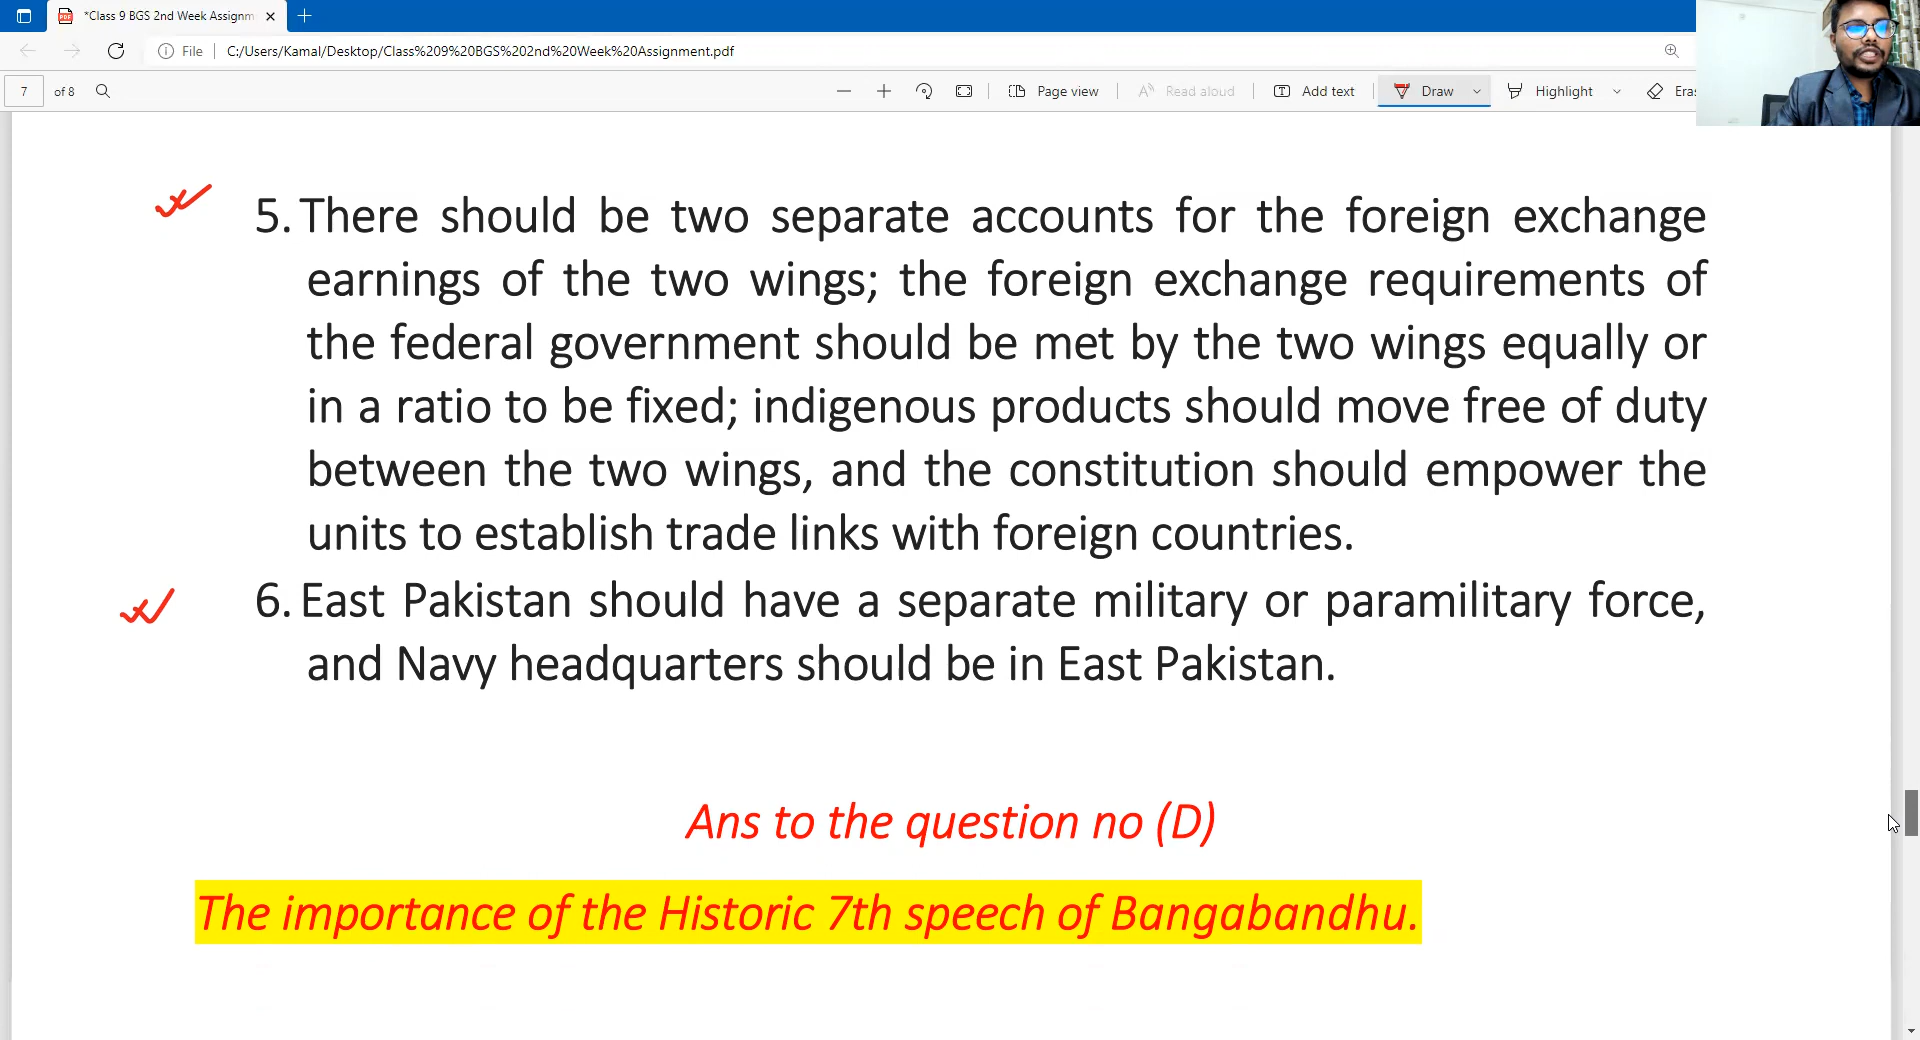 *Class 9 BGS 2nd Week Assignm
File C:/Users/Kamal/Desktop/Class%209%20BGS%202nd%20Week%20Assignment.pdf
7 of 8 Page view Read aloud Add text Draw Highlight Eras
5. There should be two separate accounts for the foreign exchange
earnings of the two wings; the foreign exchange requirements of
the federal government should be met by the two wings equally or
in a ratio to be fixed; indigenous products should move free of duty
between the two wings, and the constitution should empower the
units to establish trade links with foreign countries.
6. East Pakistan should have a separate military or paramilitary force,
and Navy headquarters should be in East Pakistan.
Ans to the question no (D)
The importance of the Historic 7th speech of Bangabandhu.